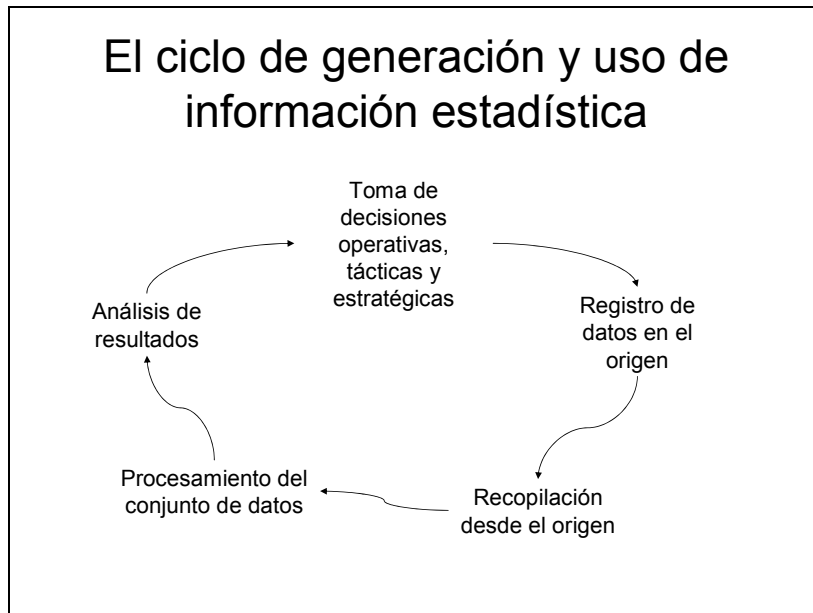 El ciclo de generación y uso de
información estadística
Toma de
decisiones
operativas,
tácticas y
estratégicas
Registro de
datos en el
origen
Recopilación
desde el origen
Procesamiento del
conjunto de datos
Análisis de
resultados